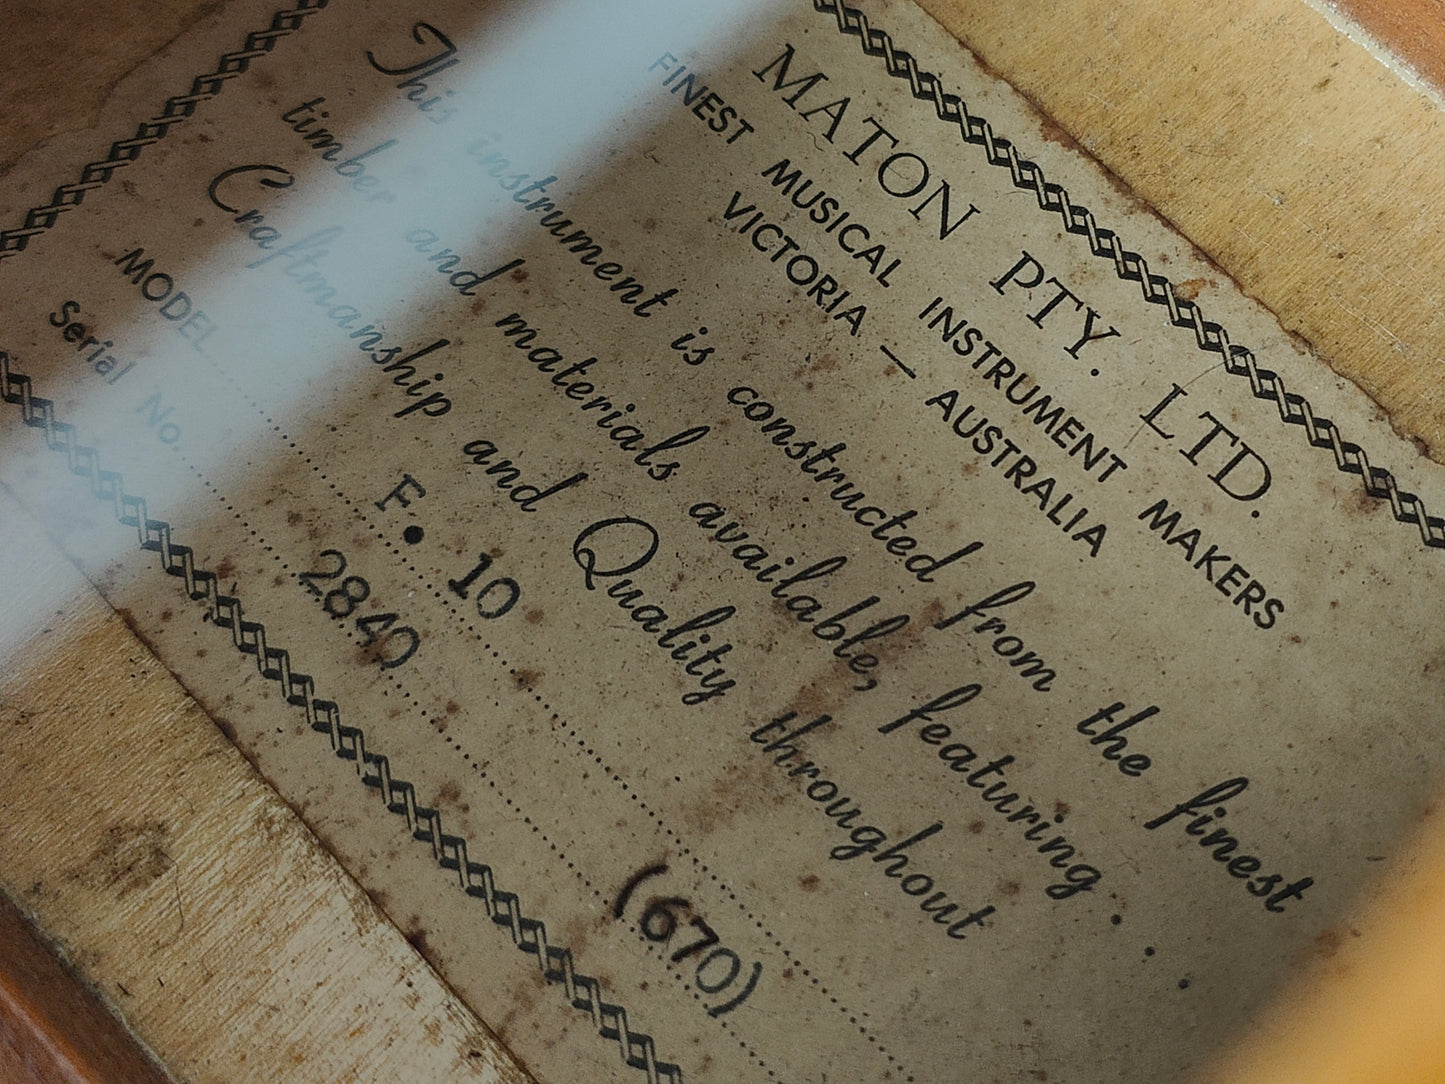 MATON PTY. LTD.
FINEST MUSICAL INSTRUMENT MAKERS
VICTORIA — AUSTRALIA
This instrument is constructed from the finest
timber and materials available, featuring . . .
Craftmanship and Quality throughout
MODEL F. 10
Serial No. 2840 (670)